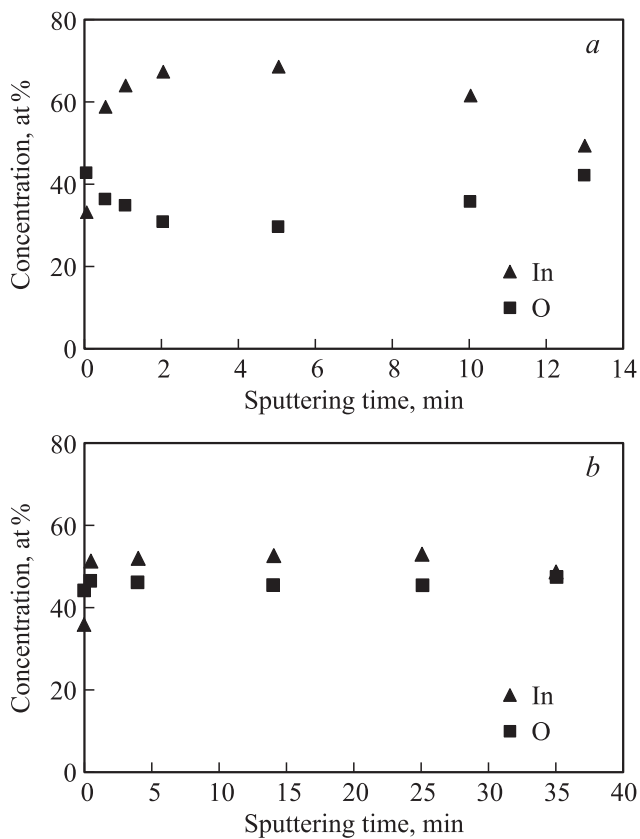 80
a
60
Concentration, at %
40
In
20
O
0
0 2 4 6 8 10 12 14
Sputtering time, min
80
b
60
Concentration, at %
40
In
20
O
0
0 5 10 15 20 25 30 35 40
Sputtering time, min